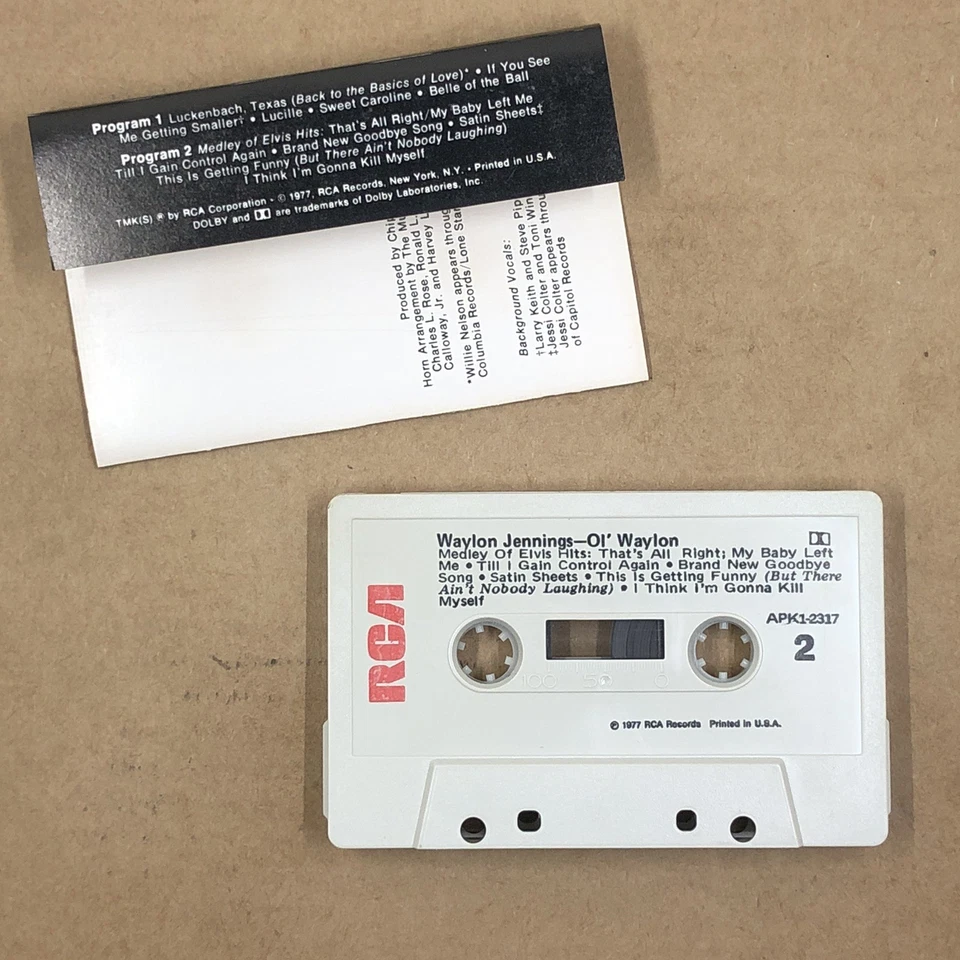 Program 1 Luckenbach, Texas (Back to the Basics of Love)* • If You See
Me Getting Smaller† • Lucille • Sweet Caroline • Belle of the Ball
Program 2 Medley of Elvis Hits: That's All Right/My Baby Left Me
Till I Gain Control Again • Brand New Goodbye Song • Satin Sheets‡
This Is Getting Funny (But There Ain't Nobody Laughing)
I Think I'm Gonna Kill Myself
TMK(S) ® by RCA Corporation • © 1977, RCA Records, New York, N.Y. • Printed in U.S.A.
DOLBY and are trademarks of Dolby Laboratories, Inc.
Produced by
Horn Arrangement by The
Charles L. Rose, Ronald L.
Calloway, Jr. and Harvey
*Willie Nelson appears
Columbia Records/Lone
Background Vocals:
†Larry Keith and Steve
‡Jessi Colter and Toni
Jessi Colter appears
of Capitol Records
Waylon Jennings—Ol' Waylon
Medley Of Elvis Hits: That's All Right; My Baby Left
Me • Till I Gain Control Again • Brand New Goodbye
Song • Satin Sheets • This Is Getting Funny (But There
Ain't Nobody Laughing) • I Think I'm Gonna Kill
Myself
RCA
APK1-2317
2
100 50 0
℗ 1977 RCA Records Printed in U.S.A.